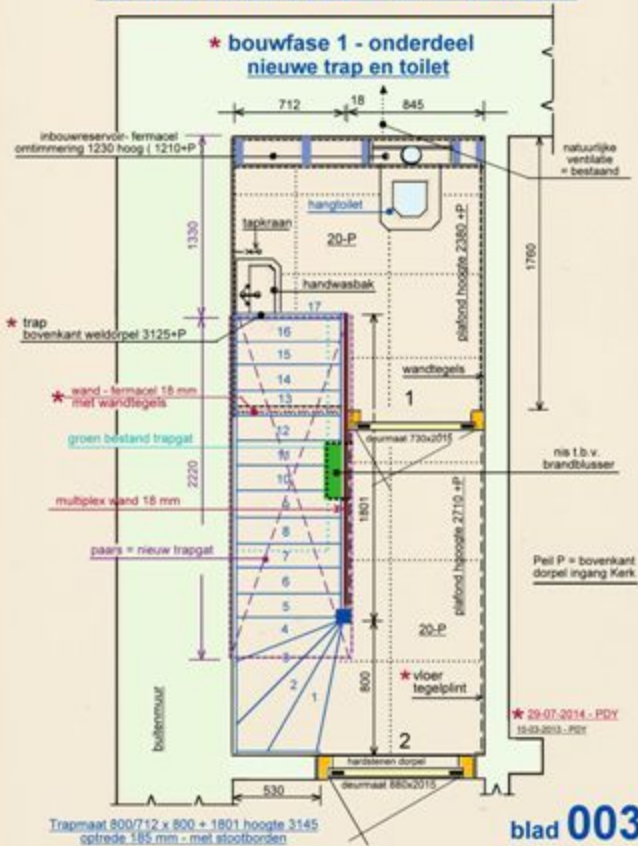 * bouwfase 1 - onderdeel
nieuwe trap en toilet
712
18
845
inbouwreservoir- fermacel
omtimmering 1230 hoog ( 1210+P
natuurlijke
ventilatie
= bestaand
hangtoilet
tapkraan
20-P
1330
plafond hoogte 2380 +P
1760
handwasbak
17
* trap
bovenkant weldorpel 3125+P
16
15
14
13
wandtegels
* wand - fermacel 18 mm
met wandtegels
1
12
deurmaat 730x2015
groen bestand trapgat
11
nis t.b.v.
brandblusser
10
2220
multiplex wand 18 mm
9
1801
8
paars = nieuw trapgat
7
plafond hooogte 2710 +P
Peil P = bovenkant
dorpel ingang Kerk
6
5
4
20-P
3
2
1
800
* vloer
tegelplint
buitenmuur
* 29-07-2014 - PDY
10-03-2013 - PDY
2
hardstenen dorpel
deurmaat 880x2015
530
Trapmaat 800/712 x 800 + 1801 hoogte 3145
optrede 185 mm - met stootborden
blad 003